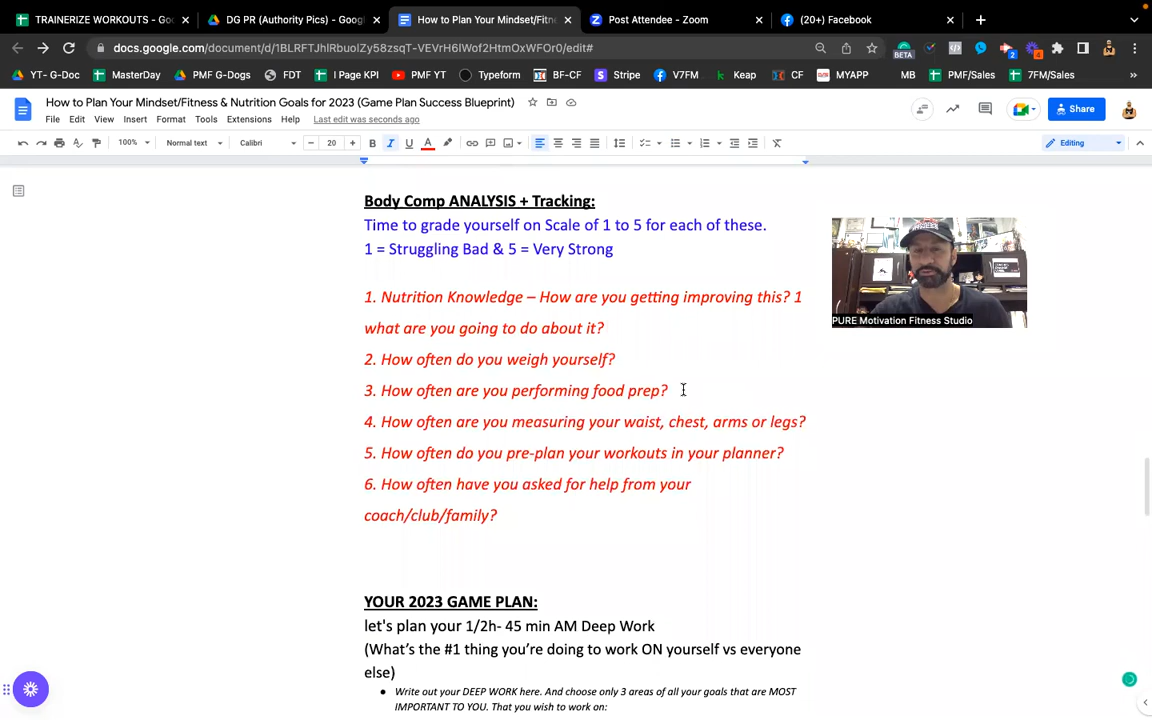 TRAINERIZE WORKOUTS - Goo
DG PR (Authority Pics) - Google
How to Plan Your Mindset/Fitne
Post Attendee - Zoom
(20+) Facebook
docs.google.com/document/d/1BLRFTJhlRbuolZy58zsqT-VEVrH6lWof2HtmOxWFOr0/edit#
BETA
2
4
YT- G-Doc
MasterDay
PMF G-Dogs
FDT
I Page KPI
PMF YT
Typeform
BF-CF
Stripe
V7FM
Keap
CF
MYAPP
MB
PMF/Sales
7FM/Sales
»
How to Plan Your Mindset/Fitness & Nutrition Goals for 2023 (Game Plan Success Blueprint)
File Edit View Insert Format Tools Extensions Help Last edit was seconds ago
Share
100% Normal text Calibri - 20 + B I U A Editing
Body Comp ANALYSIS + Tracking:
Time to grade yourself on Scale of 1 to 5 for each of these.
1 = Struggling Bad & 5 = Very Strong
1. Nutrition Knowledge – How are you getting improving this? 1
what are you going to do about it?
2. How often do you weigh yourself?
3. How often are you performing food prep?
4. How often are you measuring your waist, chest, arms or legs?
5. How often do you pre-plan your workouts in your planner?
6. How often have you asked for help from your
coach/club/family?
PURE Motivation Fitness Studio
YOUR 2023 GAME PLAN:
let's plan your 1/2h- 45 min AM Deep Work
(What's the #1 thing you're doing to work ON yourself vs everyone
else)
• Write out your DEEP WORK here. And choose only 3 areas of all your goals that are MOST
IMPORTANT TO YOU. That you wish to work on: